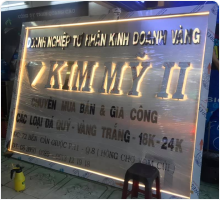 DOANH NGHIỆP TƯ NHÂN KINH DOANH VÀNG
KIM MỸ II
CHUYÊN MUA BÁN & GIA CÔNG
CÁC LOẠI ĐÁ QUÝ - VÀNG TRẮNG - 18K - 24K